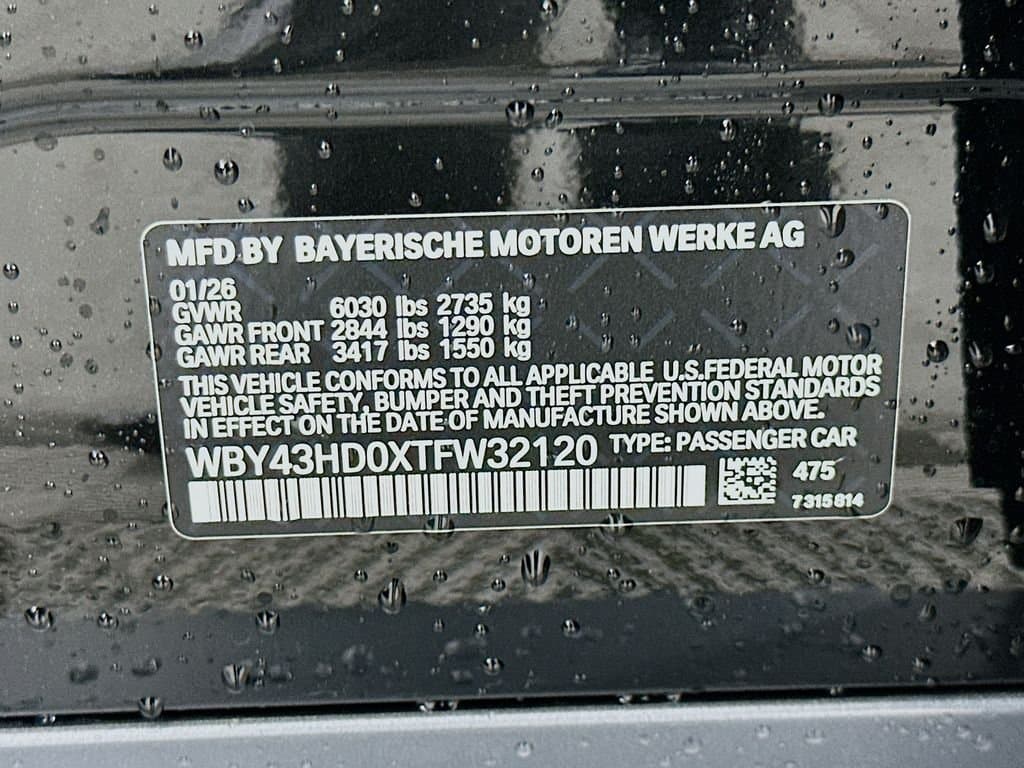 MFD BY BAYERISCHE MOTOREN WERKE AG
01/26
GVWR 6030 lbs 2735 kg
GAWR FRONT 2844 lbs 1290 kg
GAWR REAR 3417 lbs 1550 kg
THIS VEHICLE CONFORMS TO ALL APPLICABLE U.S.FEDERAL MOTOR
VEHICLE SAFETY, BUMPER AND THEFT PREVENTION STANDARDS
IN EFFECT ON THE DATE OF MANUFACTURE SHOWN ABOVE.
WBY43HD0XTFW32120 TYPE: PASSENGER CAR
475
7315814